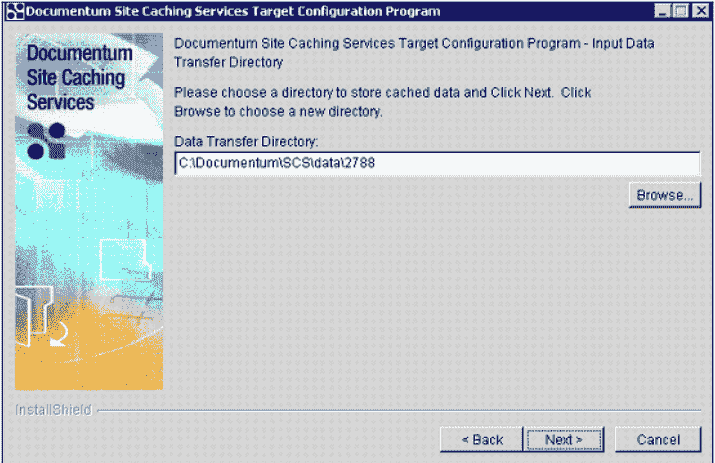 Documentum Site Caching Services Target Configuration Program
Documentum
Site Caching
Services
Documentum Site Caching Services Target Configuration Program - Input Data
Transfer Directory
Please choose a directory to store cached data and Click Next. Click
Browse to choose a new directory.
Data Transfer Directory:
C:\Documentum\SCS\data\2788
Browse...
InstallShield
< Back
Next >
Cancel